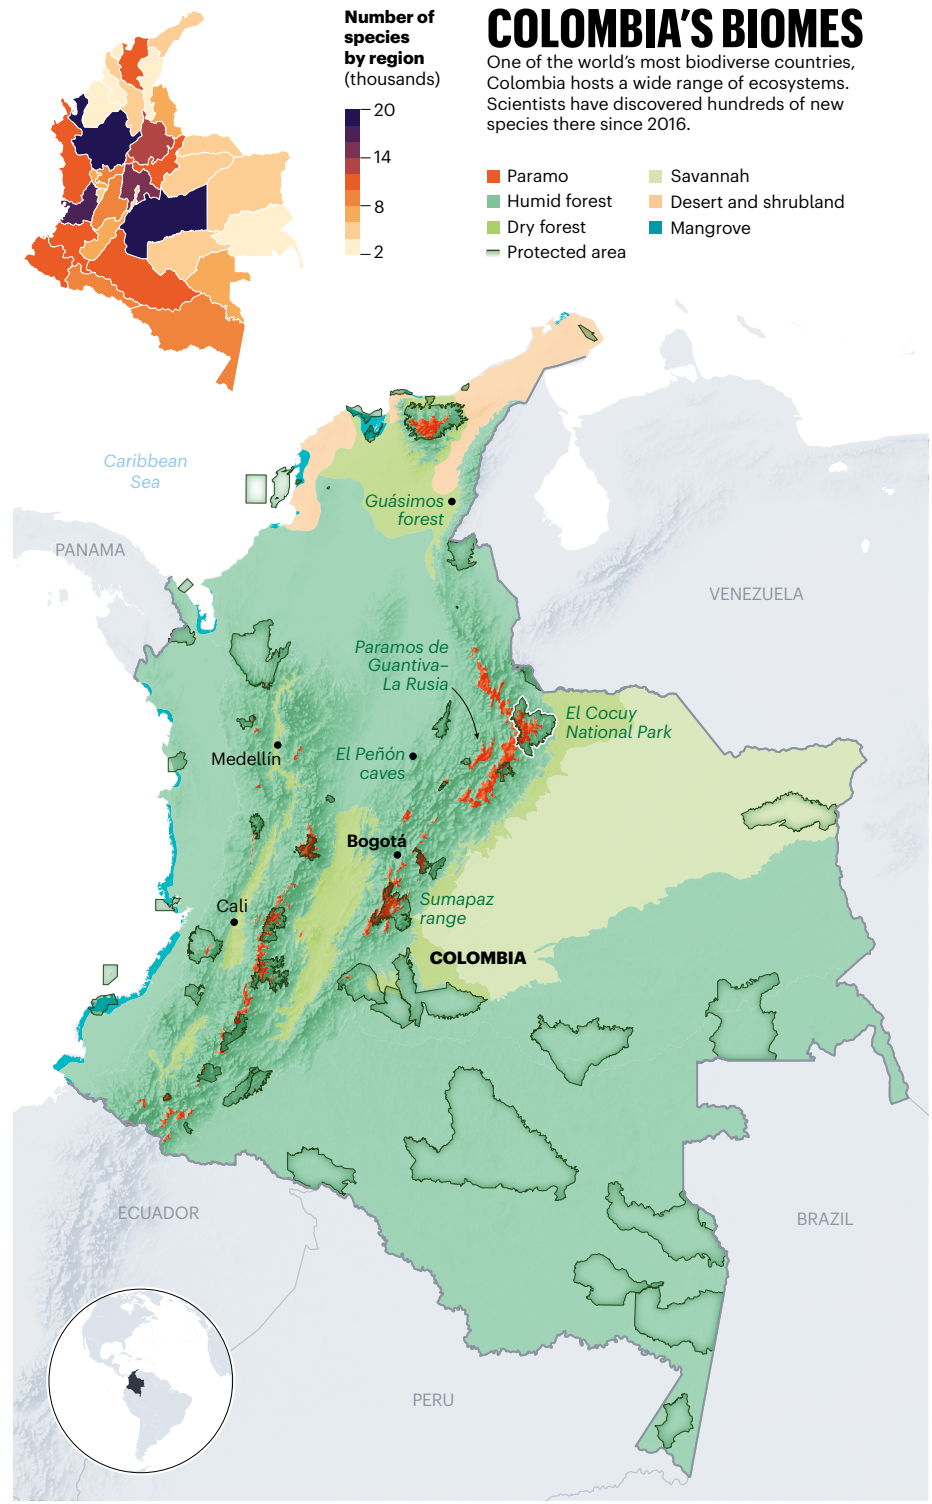 COLOMBIA'S BIOMES
One of the world's most biodiverse countries,
Colombia hosts a wide range of ecosystems.
Scientists have discovered hundreds of new
species there since 2016.
Number of
species
by region
(thousands)
20
14
8
2
Paramo
Humid forest
Dry forest
Protected area
Savannah
Desert and shrubland
Mangrove
Caribbean
Sea
Guásimos
forest
PANAMA
VENEZUELA
Paramos de
Guantiva–
La Rusia
El Cocuy
National Park
Medellín
El Peñón
caves
Bogotá
Cali
Sumapaz
range
COLOMBIA
ECUADOR
BRAZIL
PERU